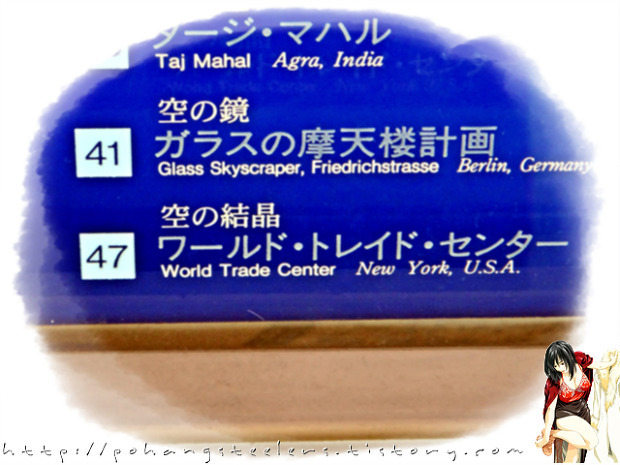 タージ・マハル
Taj Mahal Agra, India
空の鏡
41 ガラスの摩天楼計画
Glass Skyscraper, Friedrichstrasse Berlin, Germany
空の結晶
47 ワールド・トレイド・センター
World Trade Center New York, U.S.A.
http://pohangsteelers.tistory.com